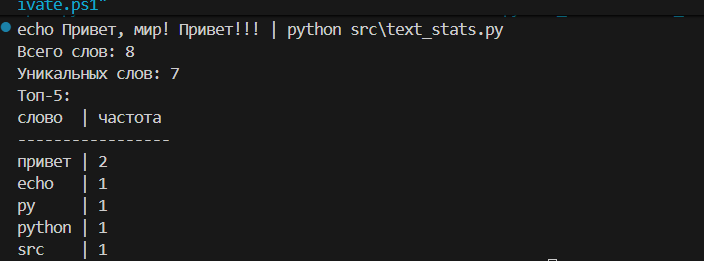 ivate.ps1"
echo Привет, мир! Привет!!! | python src\text_stats.py
Всего слов: 8
Уникальных слов: 7
Топ-5:
слово | частота
-----------------
привет | 2
echo | 1
py | 1
python | 1
src | 1